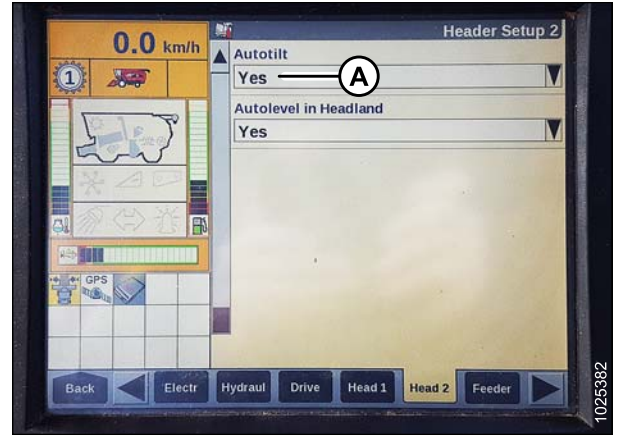 Header Setup 2
0.0 km/h
1
Autotilt
Yes
A
Autolevel in Headland
Yes
GPS
Back
Electr
Hydraul
Drive
Head 1
Head 2
Feeder
1025382